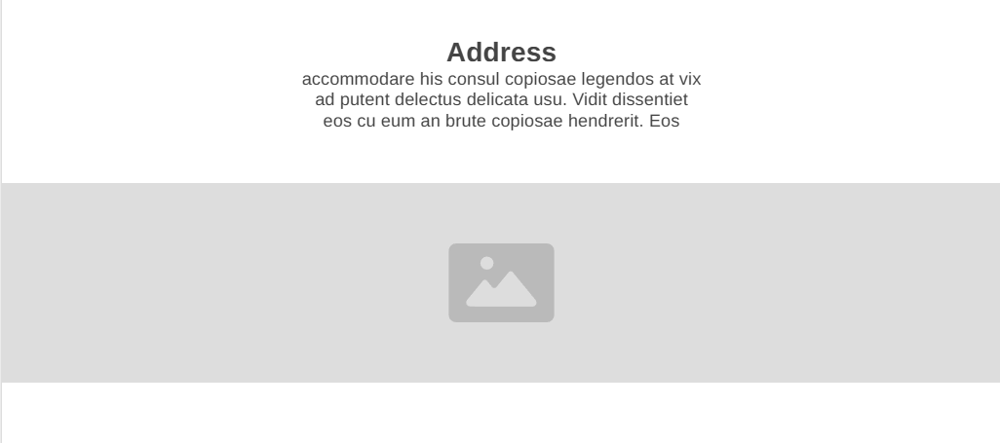 Address
accommodare his consul copiosae legendos at vix
ad putent delectus delicata usu. Vidit dissentiet
eos cu eum an brute copiosae hendrerit. Eos